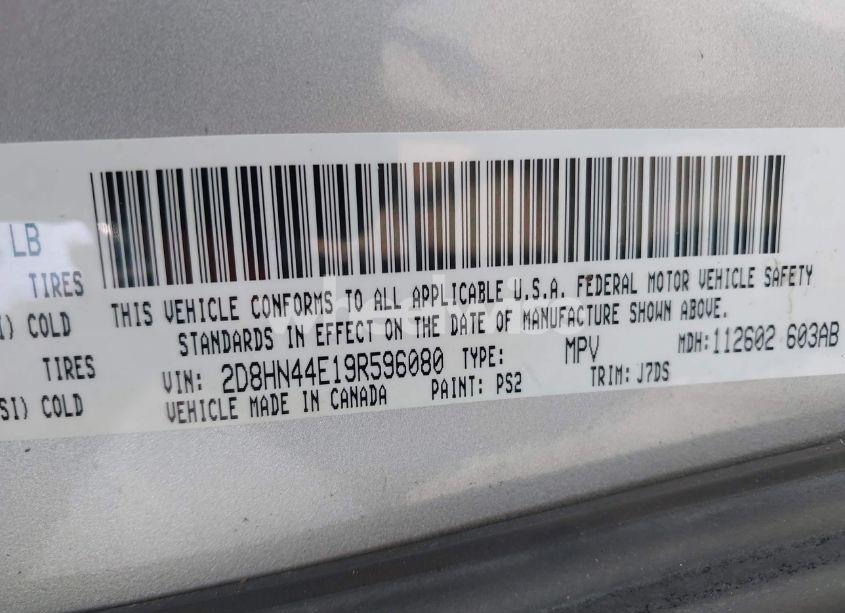 LB
TIRES
I) COLD
TIRES
SI) COLD
THIS VEHICLE CONFORMS TO ALL APPLICABLE U.S.A. FEDERAL MOTOR VEHICLE SAFETY
STANDARDS IN EFFECT ON THE DATE OF MANUFACTURE SHOWN ABOVE.
VIN: 2D8HN44E19R596080 TYPE: MPV MDH: 112602 603AB
VEHICLE MADE IN CANADA PAINT: PS2 TRIM: J7DS